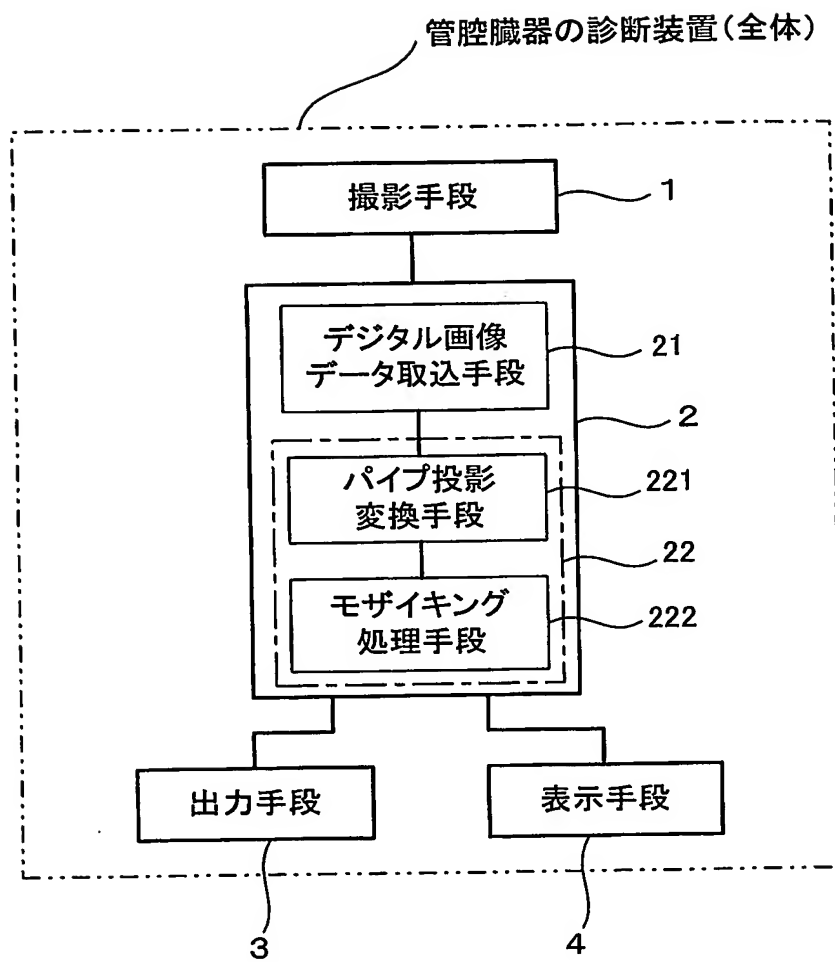 管腔臓器の診断装置(全体)
撮影手段
1
デジタル画像
データ取込手段
21
2
パイプ投影
変換手段
221
22
モザイキング
処理手段
222
出力手段
表示手段
3
4